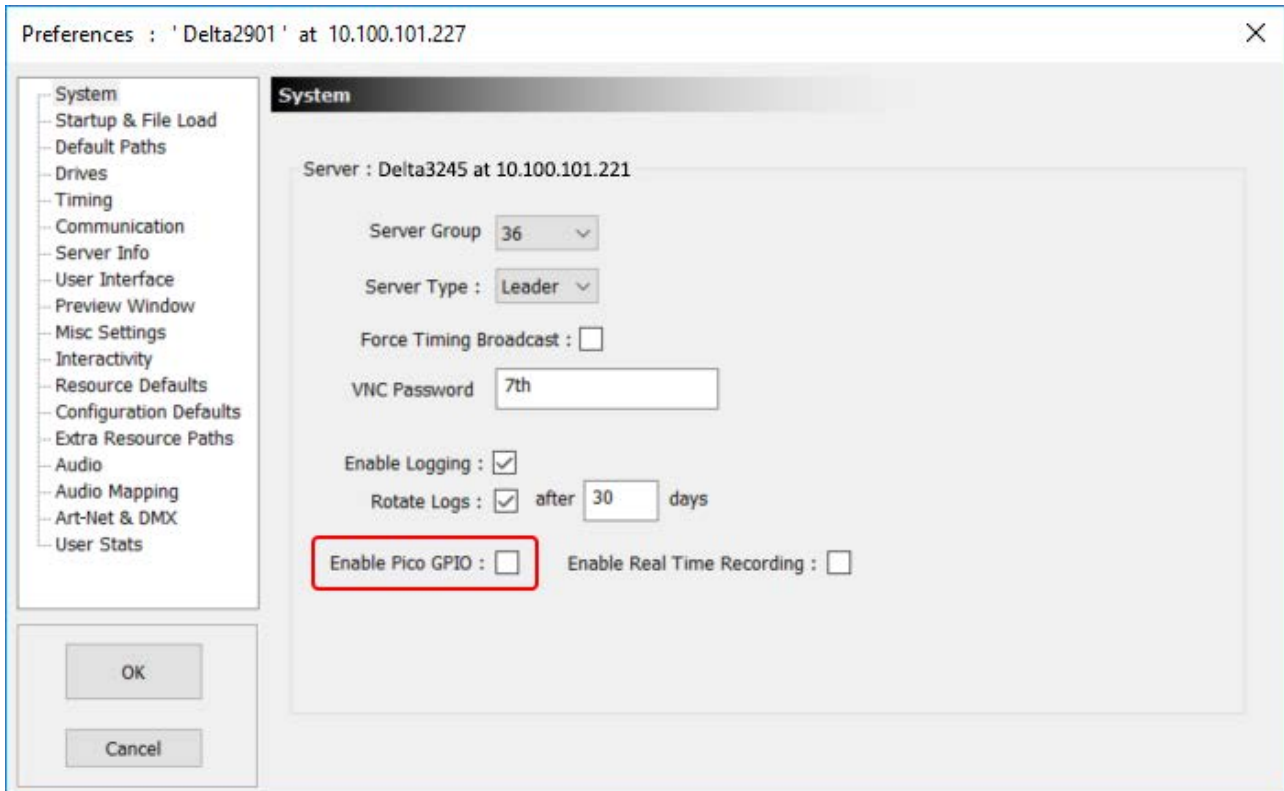 Preferences : ' Delta2901 ' at 10.100.101.227
System
Startup & File Load
Default Paths
Drives
Timing
Communication
Server Info
User Interface
Preview Window
Misc Settings
Interactivity
Resource Defaults
Configuration Defaults
Extra Resource Paths
Audio
Audio Mapping
Art-Net & DMX
User Stats
OK
Cancel
System
Server : Delta3245 at 10.100.101.221
Server Group 36
Server Type : Leader
Force Timing Broadcast :
VNC Password 7th
Enable Logging :
Rotate Logs : after 30 days
Enable Pico GPIO : Enable Real Time Recording :